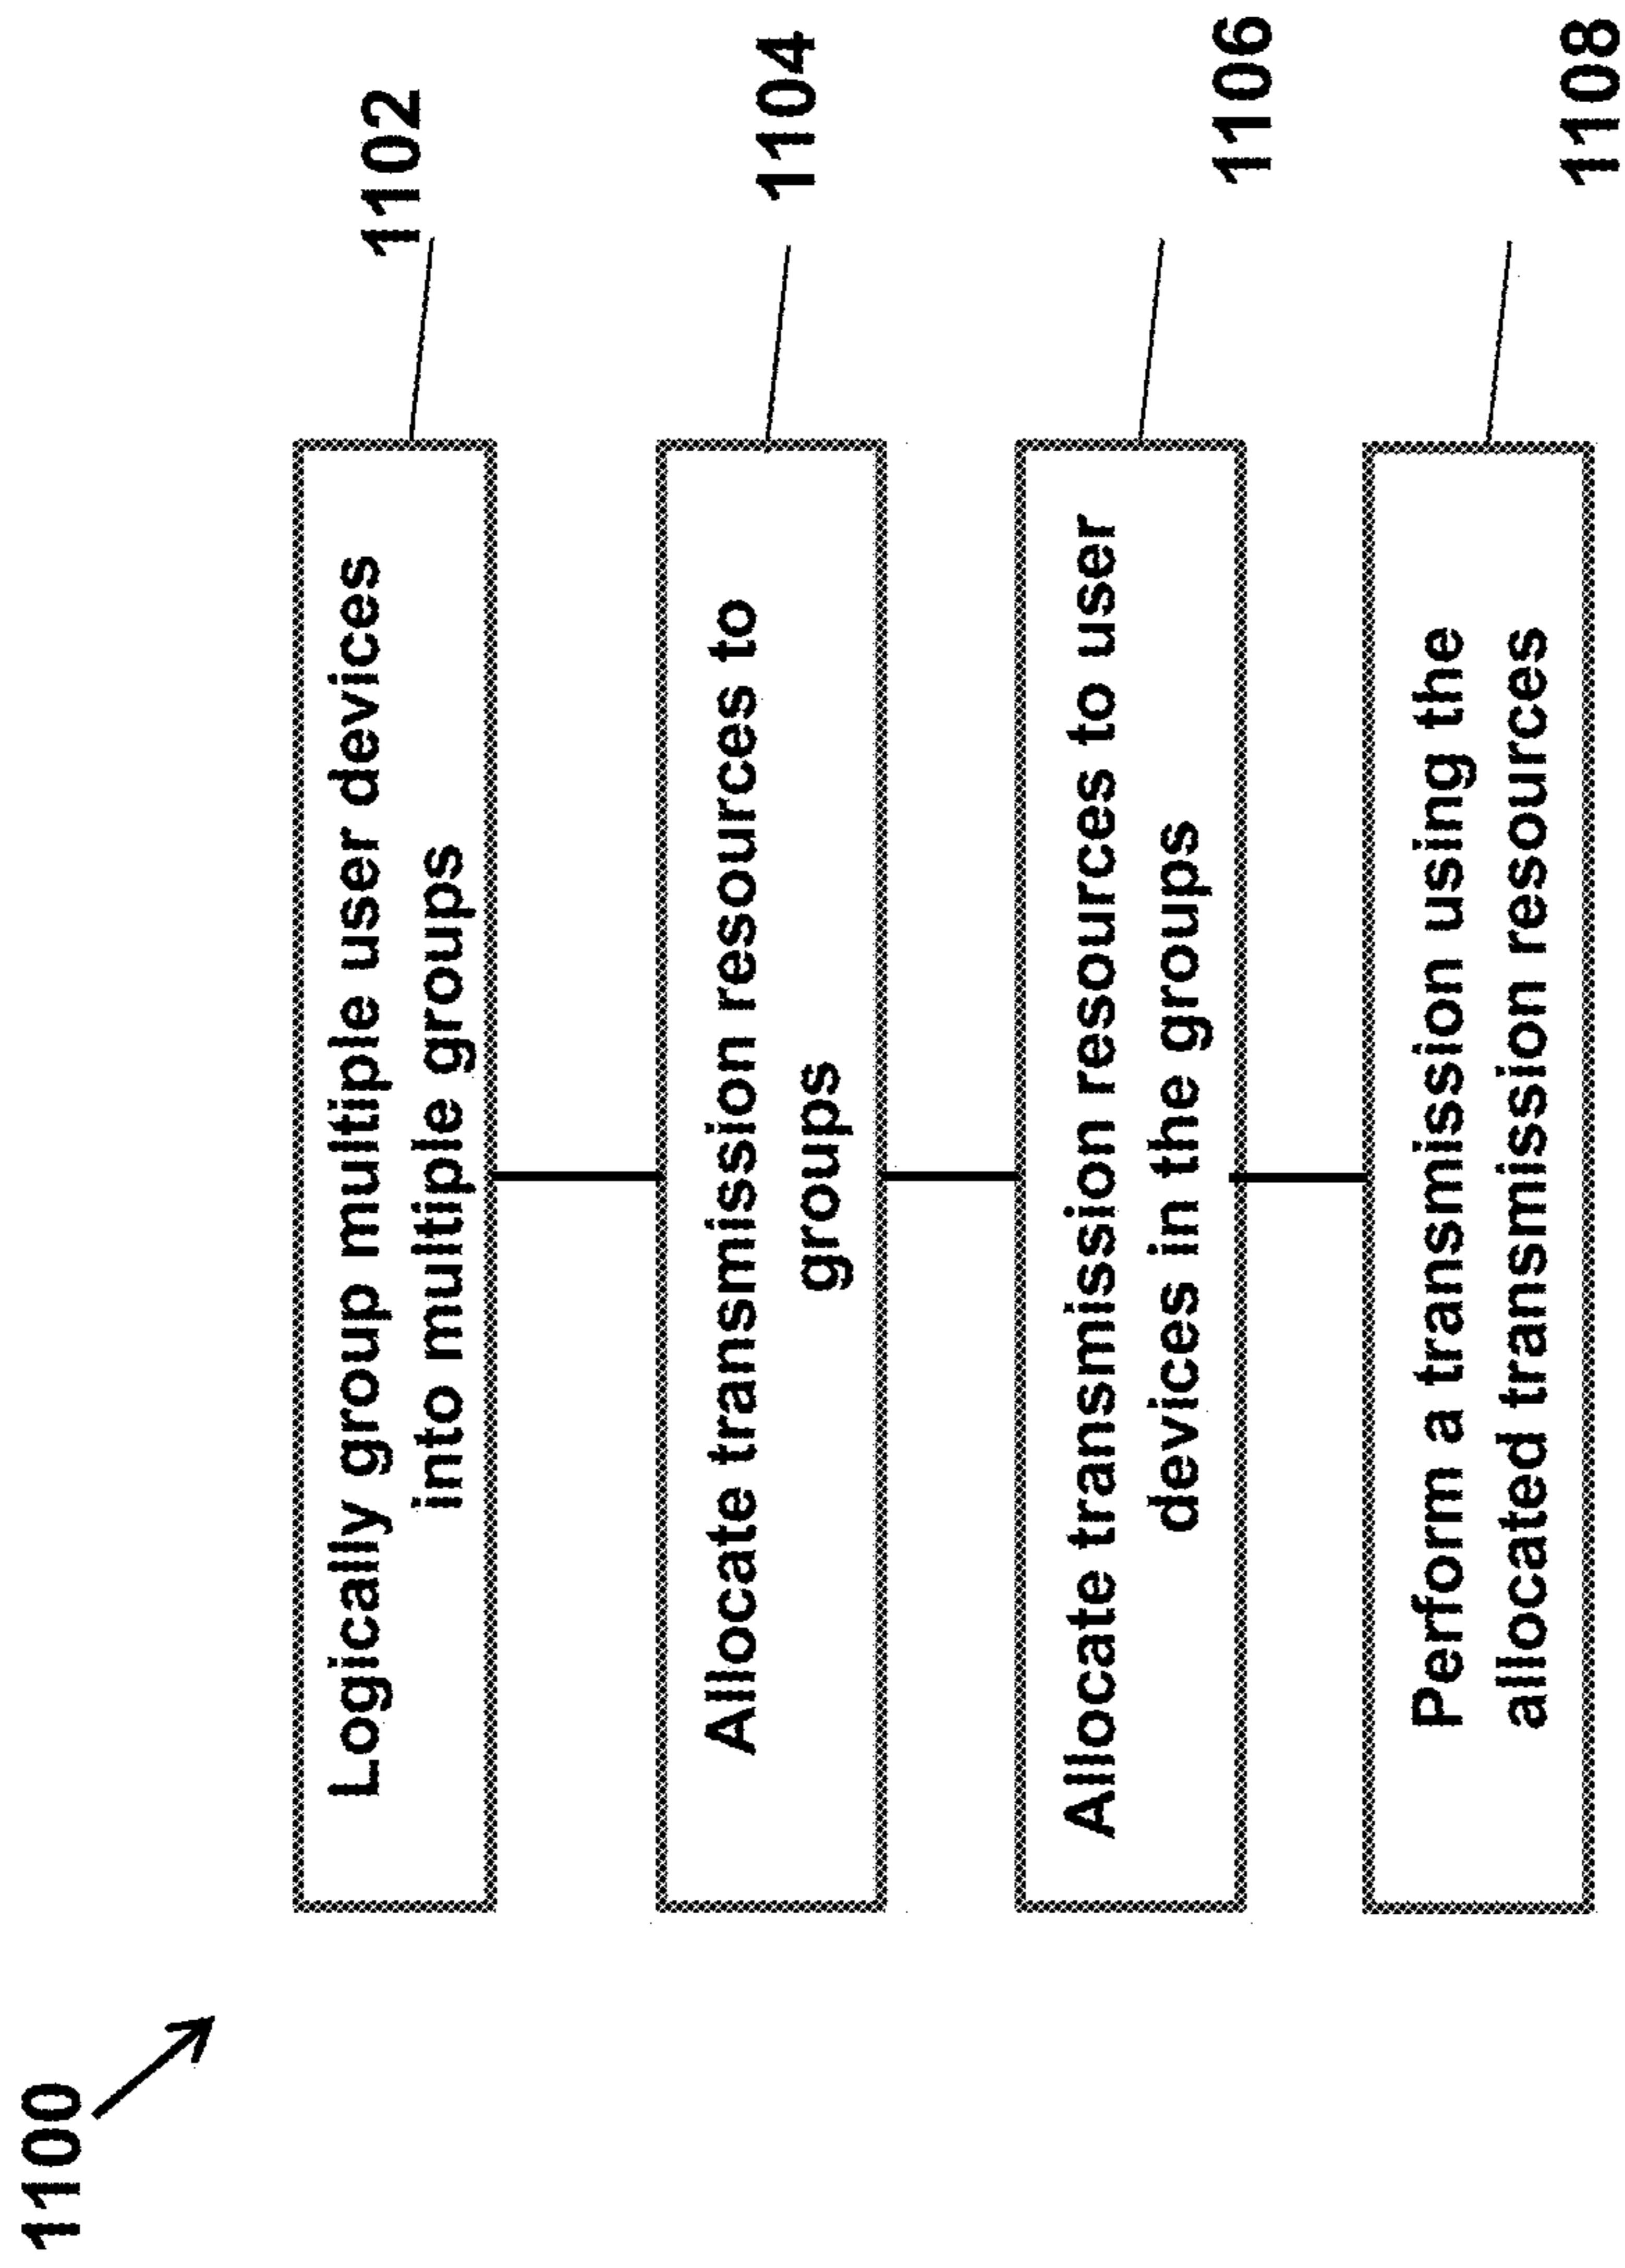 1100
Logically group multiple user devices
into multiple groups
1102
Allocate transmission resources to
groups
1104
Allocate transmission resources to user
devices in the groups
1106
Perform a transmission using the
allocated transmission resources
1108